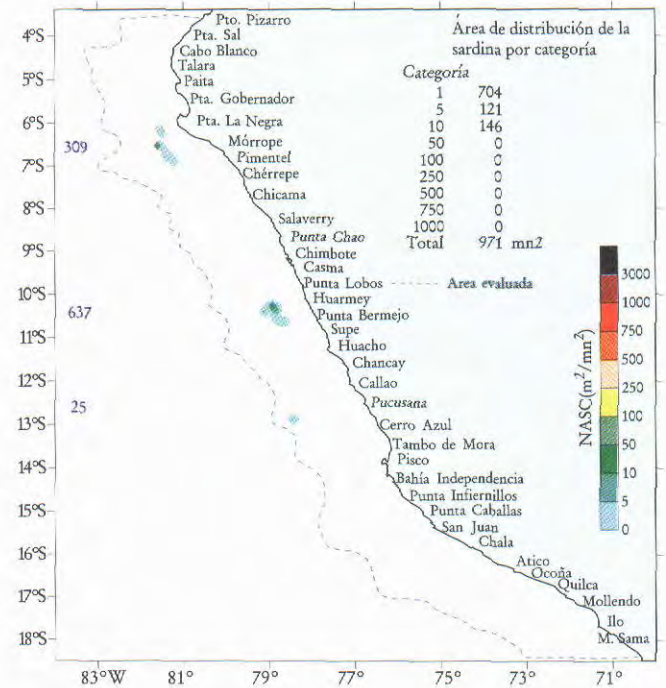 Área de distribución de la
sardina por categoría
Categoría
1 704
5 121
10 146
50 0
100 0
250 0
500 0
750 0
1000 0
Total 971 mn2
Area evaluada
3°S
4°S
5°S
6°S
7°S
8°S
9°S
10°S
11°S
12°S
13°S
14°S
15°S
16°S
17°S
18°S
309
637
25
Pto. Pizarro
Pta. Sal
Cabo Blanco
Talara
Paita
Pta. Gobernador
Pta. La Negra
Mórrope
Pimentel
Chérrepe
Chicama
Salaverry
Punta Chao
Chimbote
Casma
Punta Lobos
Huarmey
Punta Bermejo
Supe
Huacho
Chancay
Callao
Pucusana
Cerro Azul
Tambo de Mora
Pisco
Bahía Independencia
Punta Infiernillos
Punta Caballas
San Juan
Chala
Atico
Ocoña
Quilca
Mollendo
Ilo
M. Sama
NASC(m²/mn²)
3000
1000
750
500
250
100
50
10
5
0
83°W
81°
79°
77°
75°
73°
71°